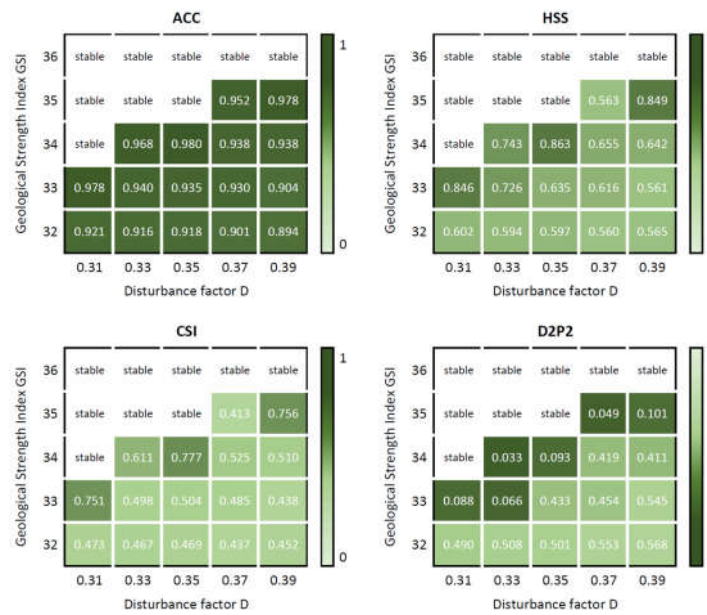 ACC
Geological Strength Index GSI
36 stable stable stable stable stable
35 stable stable stable 0.952 0.978
34 stable 0.968 0.980 0.938 0.938
33 0.978 0.940 0.935 0.930 0.904
32 0.921 0.916 0.918 0.901 0.894
0.31 0.33 0.35 0.37 0.39
Disturbance factor D
1
0
HSS
Geological Strength Index GSI
36 stable stable stable stable stable
35 stable stable stable 0.563 0.849
34 stable 0.743 0.863 0.655 0.642
33 0.846 0.726 0.635 0.616 0.561
32 0.602 0.594 0.597 0.560 0.565
0.31 0.33 0.35 0.37 0.39
Disturbance factor D
CSI
Geological Strength Index GSI
36 stable stable stable stable stable
35 stable stable stable 0.413 0.756
34 stable 0.611 0.777 0.525 0.510
33 0.751 0.498 0.504 0.485 0.438
32 0.473 0.467 0.469 0.437 0.452
0.31 0.33 0.35 0.37 0.39
Disturbance factor D
1
0
D2P2
Geological Strength Index GSI
36 stable stable stable stable stable
35 stable stable stable 0.049 0.101
34 stable 0.033 0.093 0.419 0.411
33 0.088 0.066 0.433 0.454 0.545
32 0.490 0.508 0.501 0.553 0.568
0.31 0.33 0.35 0.37 0.39
Disturbance factor D